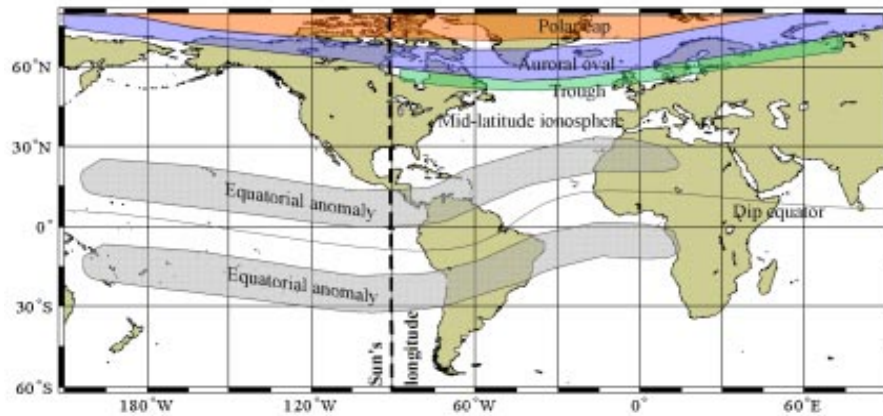 Polar cap
60°N
Auroral oval
Trough
Mid-latitude ionosphere
30°N
Equatorial anomaly
Dip equator
0°
Equatorial anomaly
30°S
Sun's
longitude
60°S
180°W
120°W
60°W
0°
60°E